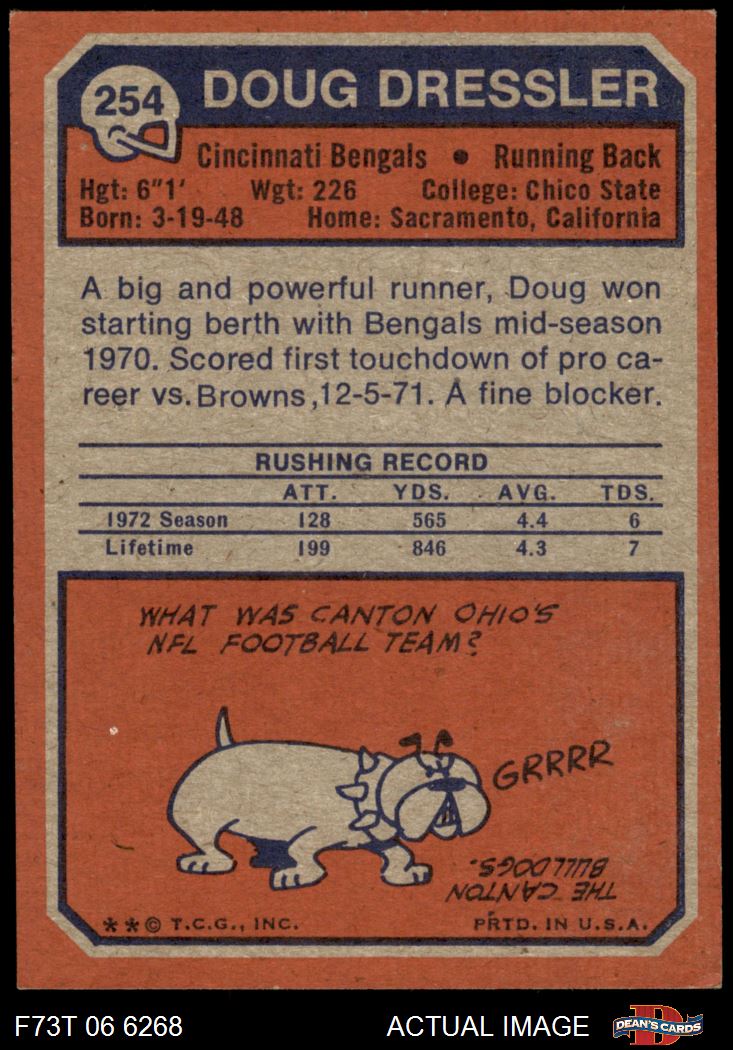 254 DOUG DRESSLER
Cincinnati Bengals • Running Back
Hgt: 6"1' Wgt: 226 College: Chico State
Born: 3-19-48 Home: Sacramento, California
A big and powerful runner, Doug won
starting berth with Bengals mid-season
1970. Scored first touchdown of pro ca-
reer vs. Browns, 12-5-71. A fine blocker.
RUSHING RECORD
ATT. YDS. AVG. TDS.
1972 Season 128 565 4.4 6
Lifetime 199 846 4.3 7
WHAT WAS CANTON OHIO'S
NFL FOOTBALL TEAM?
GRRRR
THE CANTON
BULLDOGS.
**© T.C.G., INC. PRTD. IN U.S.A.
F73T 06 6268 ACTUAL IMAGE D DEAN'S CARDS